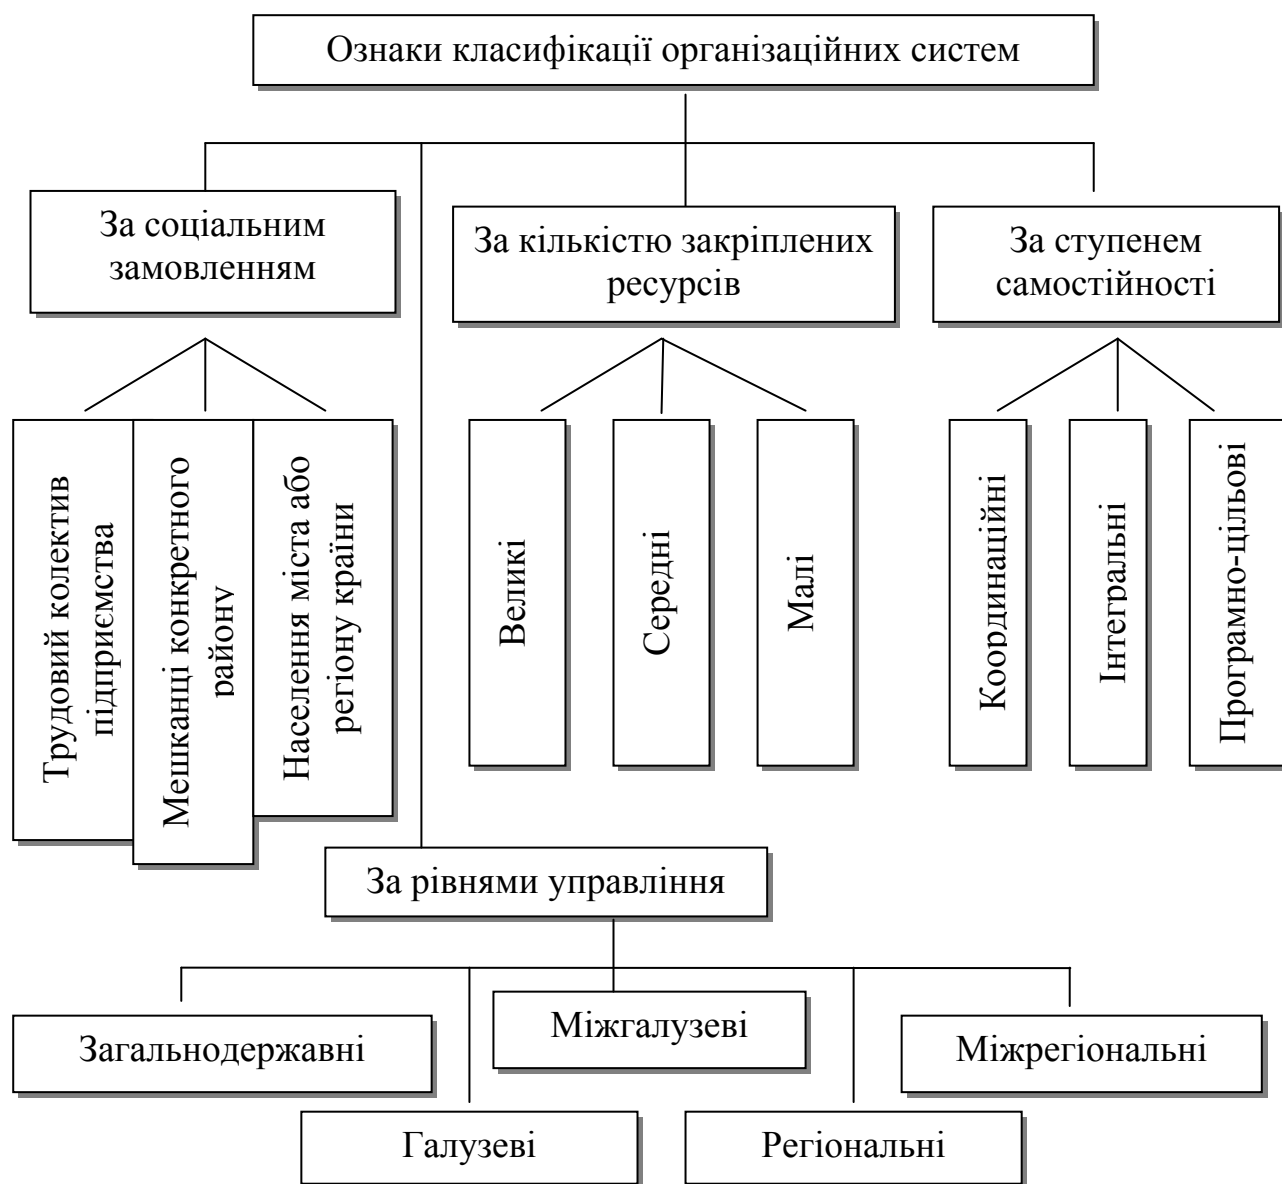 Ознаки класифікації організаційних систем
За соціальним
замовленням
За кількістю закріплених
ресурсів
За ступенем
самостійності
Трудовий колектив
підприємства
Мешканці конкретного
району
Населення міста або
регіону країни
Великі
Середні
Малі
Координаційні
Інтегральні
Програмно-цільові
За рівнями управління
Загальнодержавні
Міжгалузеві
Міжрегіональні
Галузеві
Регіональні